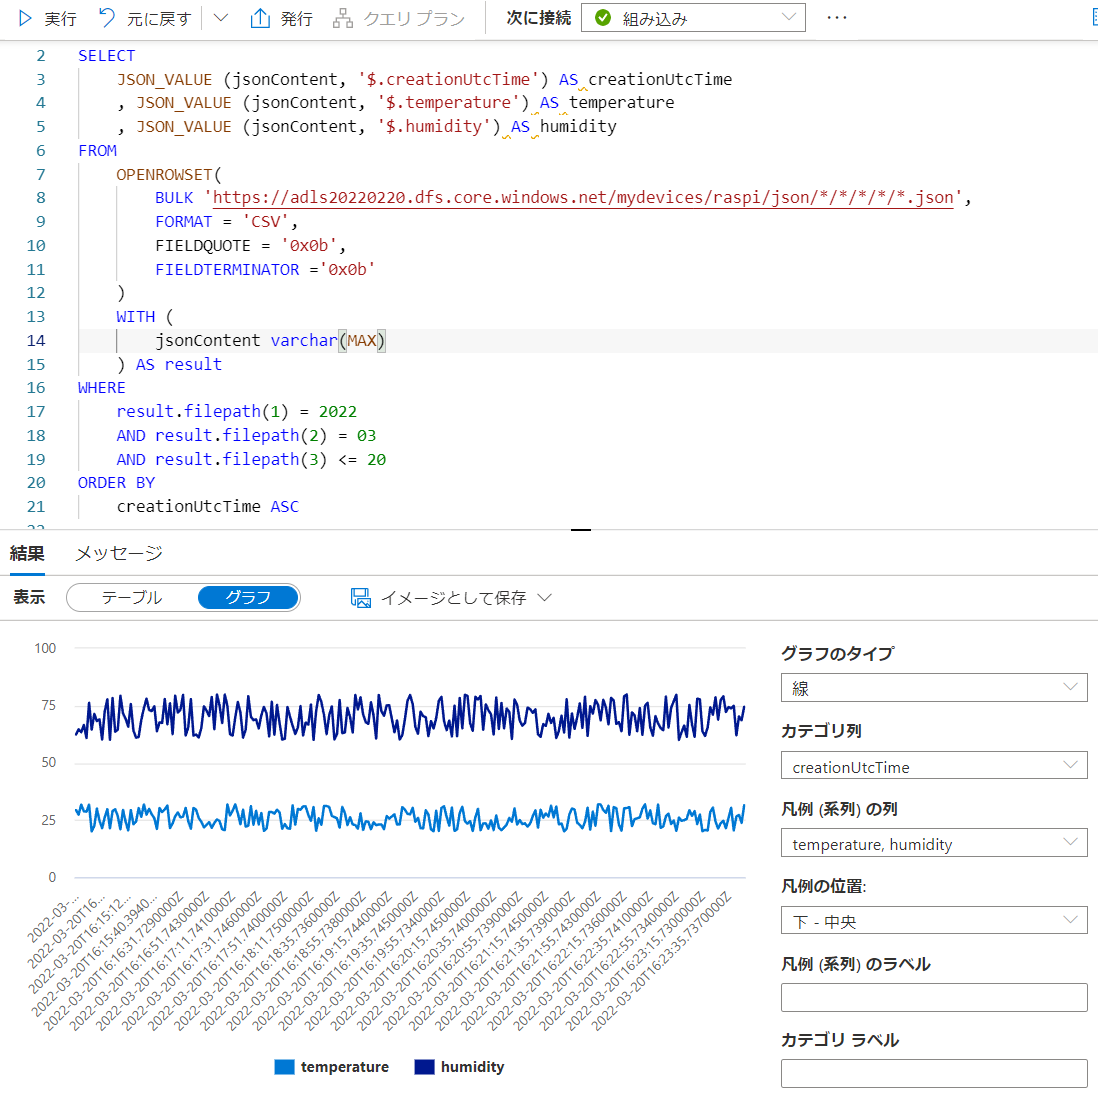 実行 元に戻す 発行 クエリ プラン 次に接続 組み込み ...
2 SELECT
3 JSON_VALUE (jsonContent, '$.creationUtcTime') AS creationUtcTime
4 , JSON_VALUE (jsonContent, '$.temperature') AS temperature
5 , JSON_VALUE (jsonContent, '$.humidity') AS humidity
6 FROM
7 OPENROWSET(
8 BULK 'https://adls20220220.dfs.core.windows.net/mydevices/raspi/json/*/*/*/*/*.json',
9 FORMAT = 'CSV',
10 FIELDQUOTE = '0x0b',
11 FIELDTERMINATOR ='0x0b'
12 )
13 WITH (
14 jsonContent varchar(MAX)
15 ) AS result
16 WHERE
17 result.filepath(1) = 2022
18 AND result.filepath(2) = 03
19 AND result.filepath(3) <= 20
20 ORDER BY
21 creationUtcTime ASC
結果 メッセージ
表示 テーブル グラフ イメージとして保存
100
75
50
25
0
2022-03-...
2022-03-20T16...
2022-03-20T16:15:12...
2022-03-20T16:15:40.3940...
2022-03-20T16:16:31.7290000Z
2022-03-20T16:16:51.7430000Z
2022-03-20T16:17:11.7410000Z
2022-03-20T16:17:31.7460000Z
2022-03-20T16:17:51.7400000Z
2022-03-20T16:18:11.7500000Z
2022-03-20T16:18:35.7360000Z
2022-03-20T16:18:55.7380000Z
2022-03-20T16:19:15.7440000Z
2022-03-20T16:19:35.7450000Z
2022-03-20T16:19:55.7340000Z
2022-03-20T16:20:15.7450000Z
2022-03-20T16:20:35.7400000Z
2022-03-20T16:20:55.7390000Z
2022-03-20T16:21:15.7450000Z
2022-03-20T16:21:35.7390000Z
2022-03-20T16:21:55.7430000Z
2022-03-20T16:22:15.7360000Z
2022-03-20T16:22:35.7410000Z
2022-03-20T16:22:55.7340000Z
2022-03-20T16:23:15.7300000Z
2022-03-20T16:23:35.7370000Z
temperature humidity
グラフのタイプ
線
カテゴリ列
creationUtcTime
凡例 (系列) の列
temperature, humidity
凡例の位置:
下 - 中央
凡例 (系列) のラベル
カテゴリ ラベル